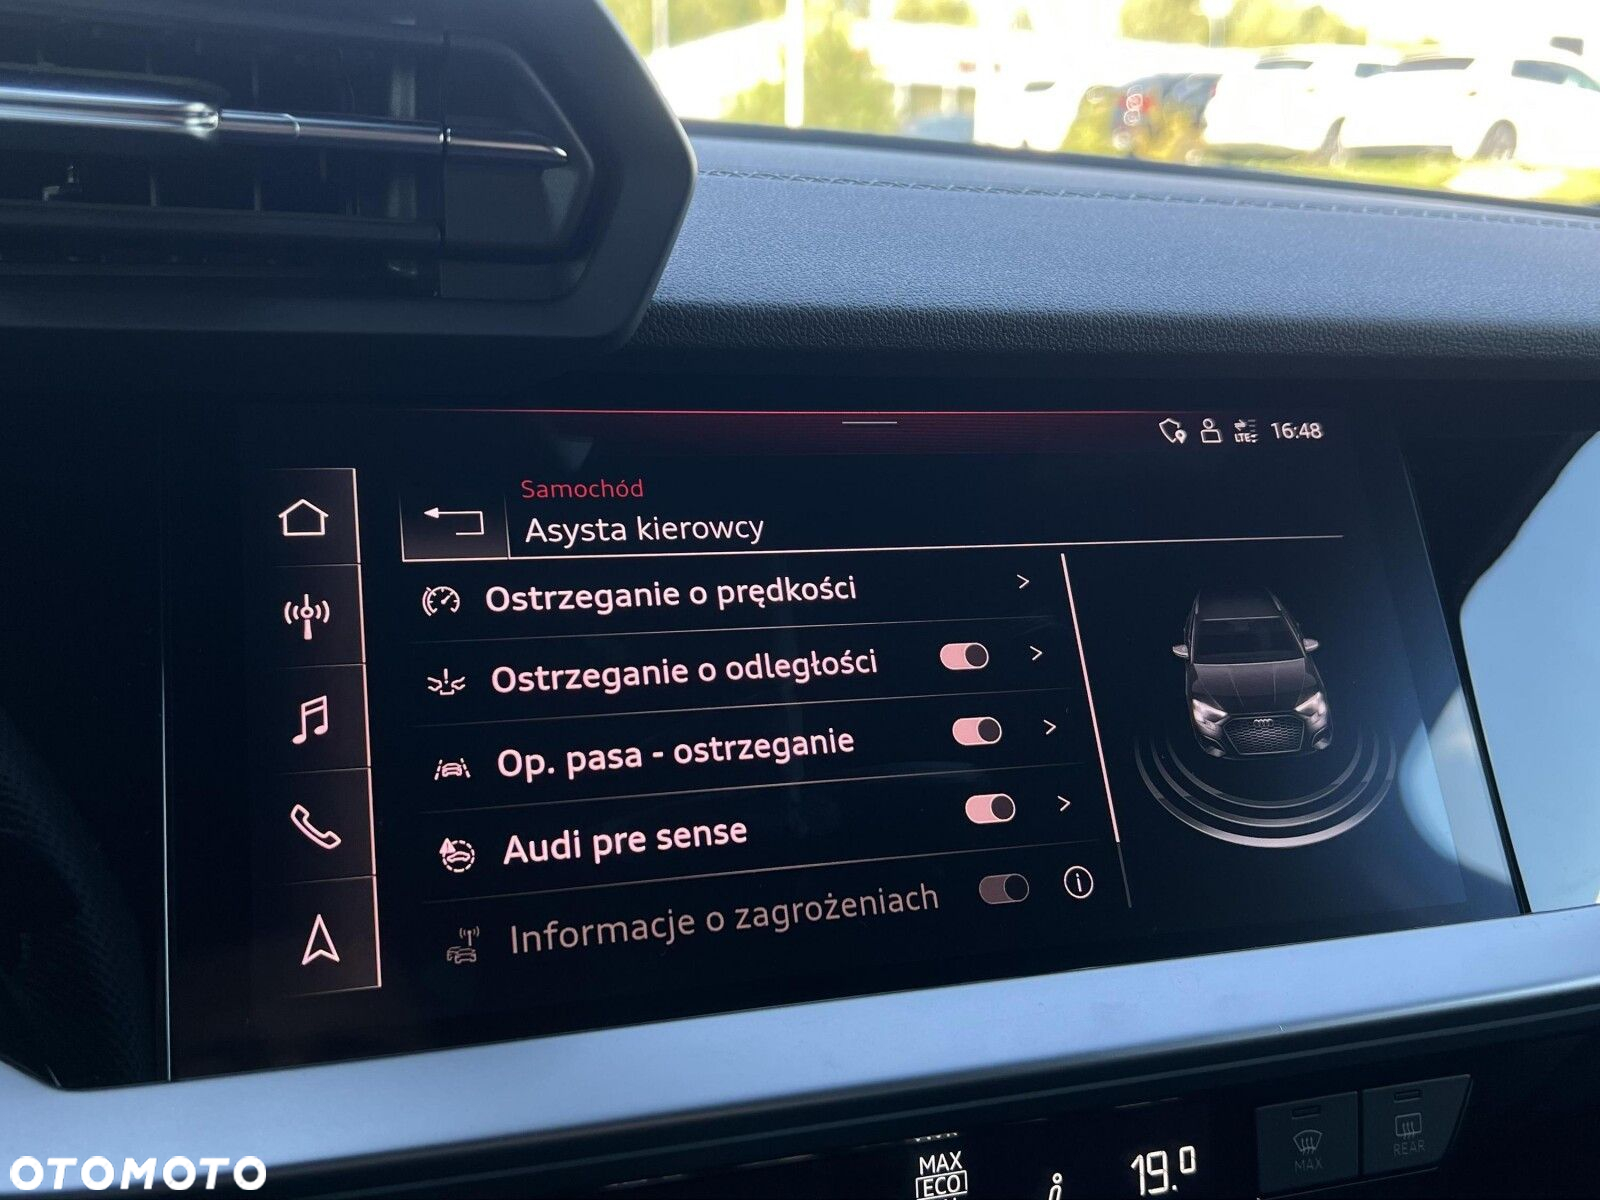 LTE
16:48
Samochód
Asysta kierowcy
Ostrzeganie o prędkości
Ostrzeganie o odległości
Op. pasa - ostrzeganie
Audi pre sense
Informacje o zagrożeniach
MAX
ECO
19.0
MAX
REAR
OTOMOTO